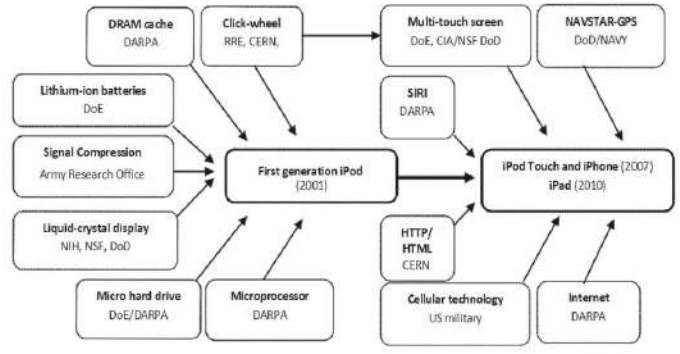 DRAM cache
DARPA
Click-wheel
RRE, CERN,
Multi-touch screen
DoE, CIA/NSF DoD
NAVSTAR-GPS
DoD/NAVY
Lithium-ion batteries
DoE
SIRI
DARPA
Signal Compression
Army Research Office
First generation iPod
(2001)
iPod Touch and iPhone (2007)
iPad (2010)
Liquid-crystal display
NIH, NSF, DoD
HTTP/
HTML
CERN
Micro hard drive
DoE/DARPA
Microprocessor
DARPA
Cellular technology
US military
Internet
DARPA